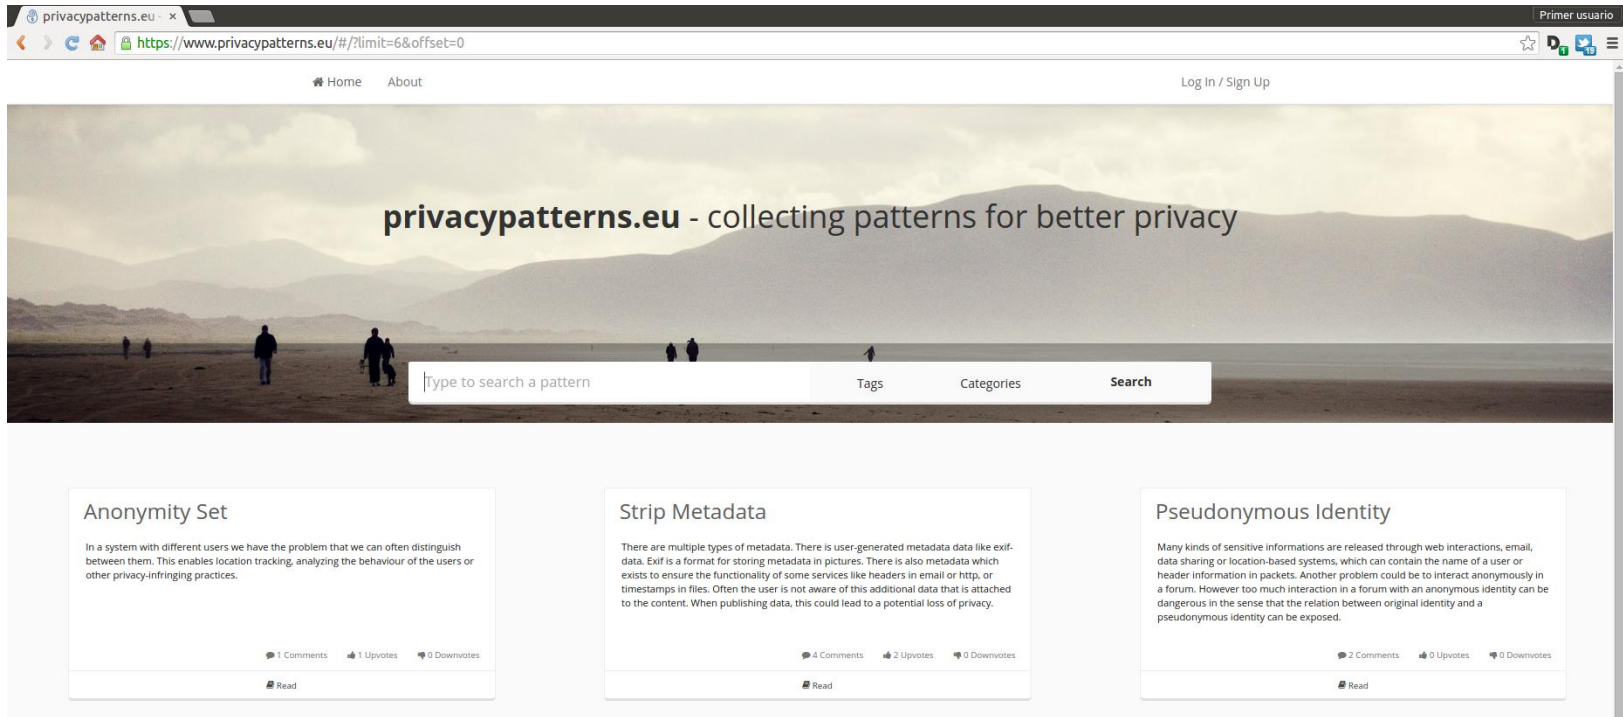 privacypatterns.eu - ×
Primer usuario
https://www.privacypatterns.eu/#/?limit=6&offset=0
1
19
Home About Log In / Sign Up
privacypatterns.eu - collecting patterns for better privacy
Type to search a pattern Tags Categories Search
Anonymity Set
In a system with different users we have the problem that we can often distinguish
between them. This enables location tracking, analyzing the behaviour of the users or
other privacy-infringing practices.
1 Comments 1 Upvotes 0 Downvotes
Read
Strip Metadata
There are multiple types of metadata. There is user-generated metadata data like exif-
data. Exif is a format for storing metadata in pictures. There is also metadata which
exists to ensure the functionality of some services like headers in email or http, or
timestamps in files. Often the user is not aware of this additional data that is attached
to the content. When publishing data, this could lead to a potential loss of privacy.
4 Comments 2 Upvotes 0 Downvotes
Read
Pseudonymous Identity
Many kinds of sensitive informations are released through web interactions, email,
data sharing or location-based systems, which can contain the name of a user or
header information in packets. Another problem could be to interact anonymously in
a forum. However too much interaction in a forum with an anonymous identity can be
dangerous in the sense that the relation between original identity and a
pseudonymous identity can be exposed.
2 Comments 0 Upvotes 0 Downvotes
Read